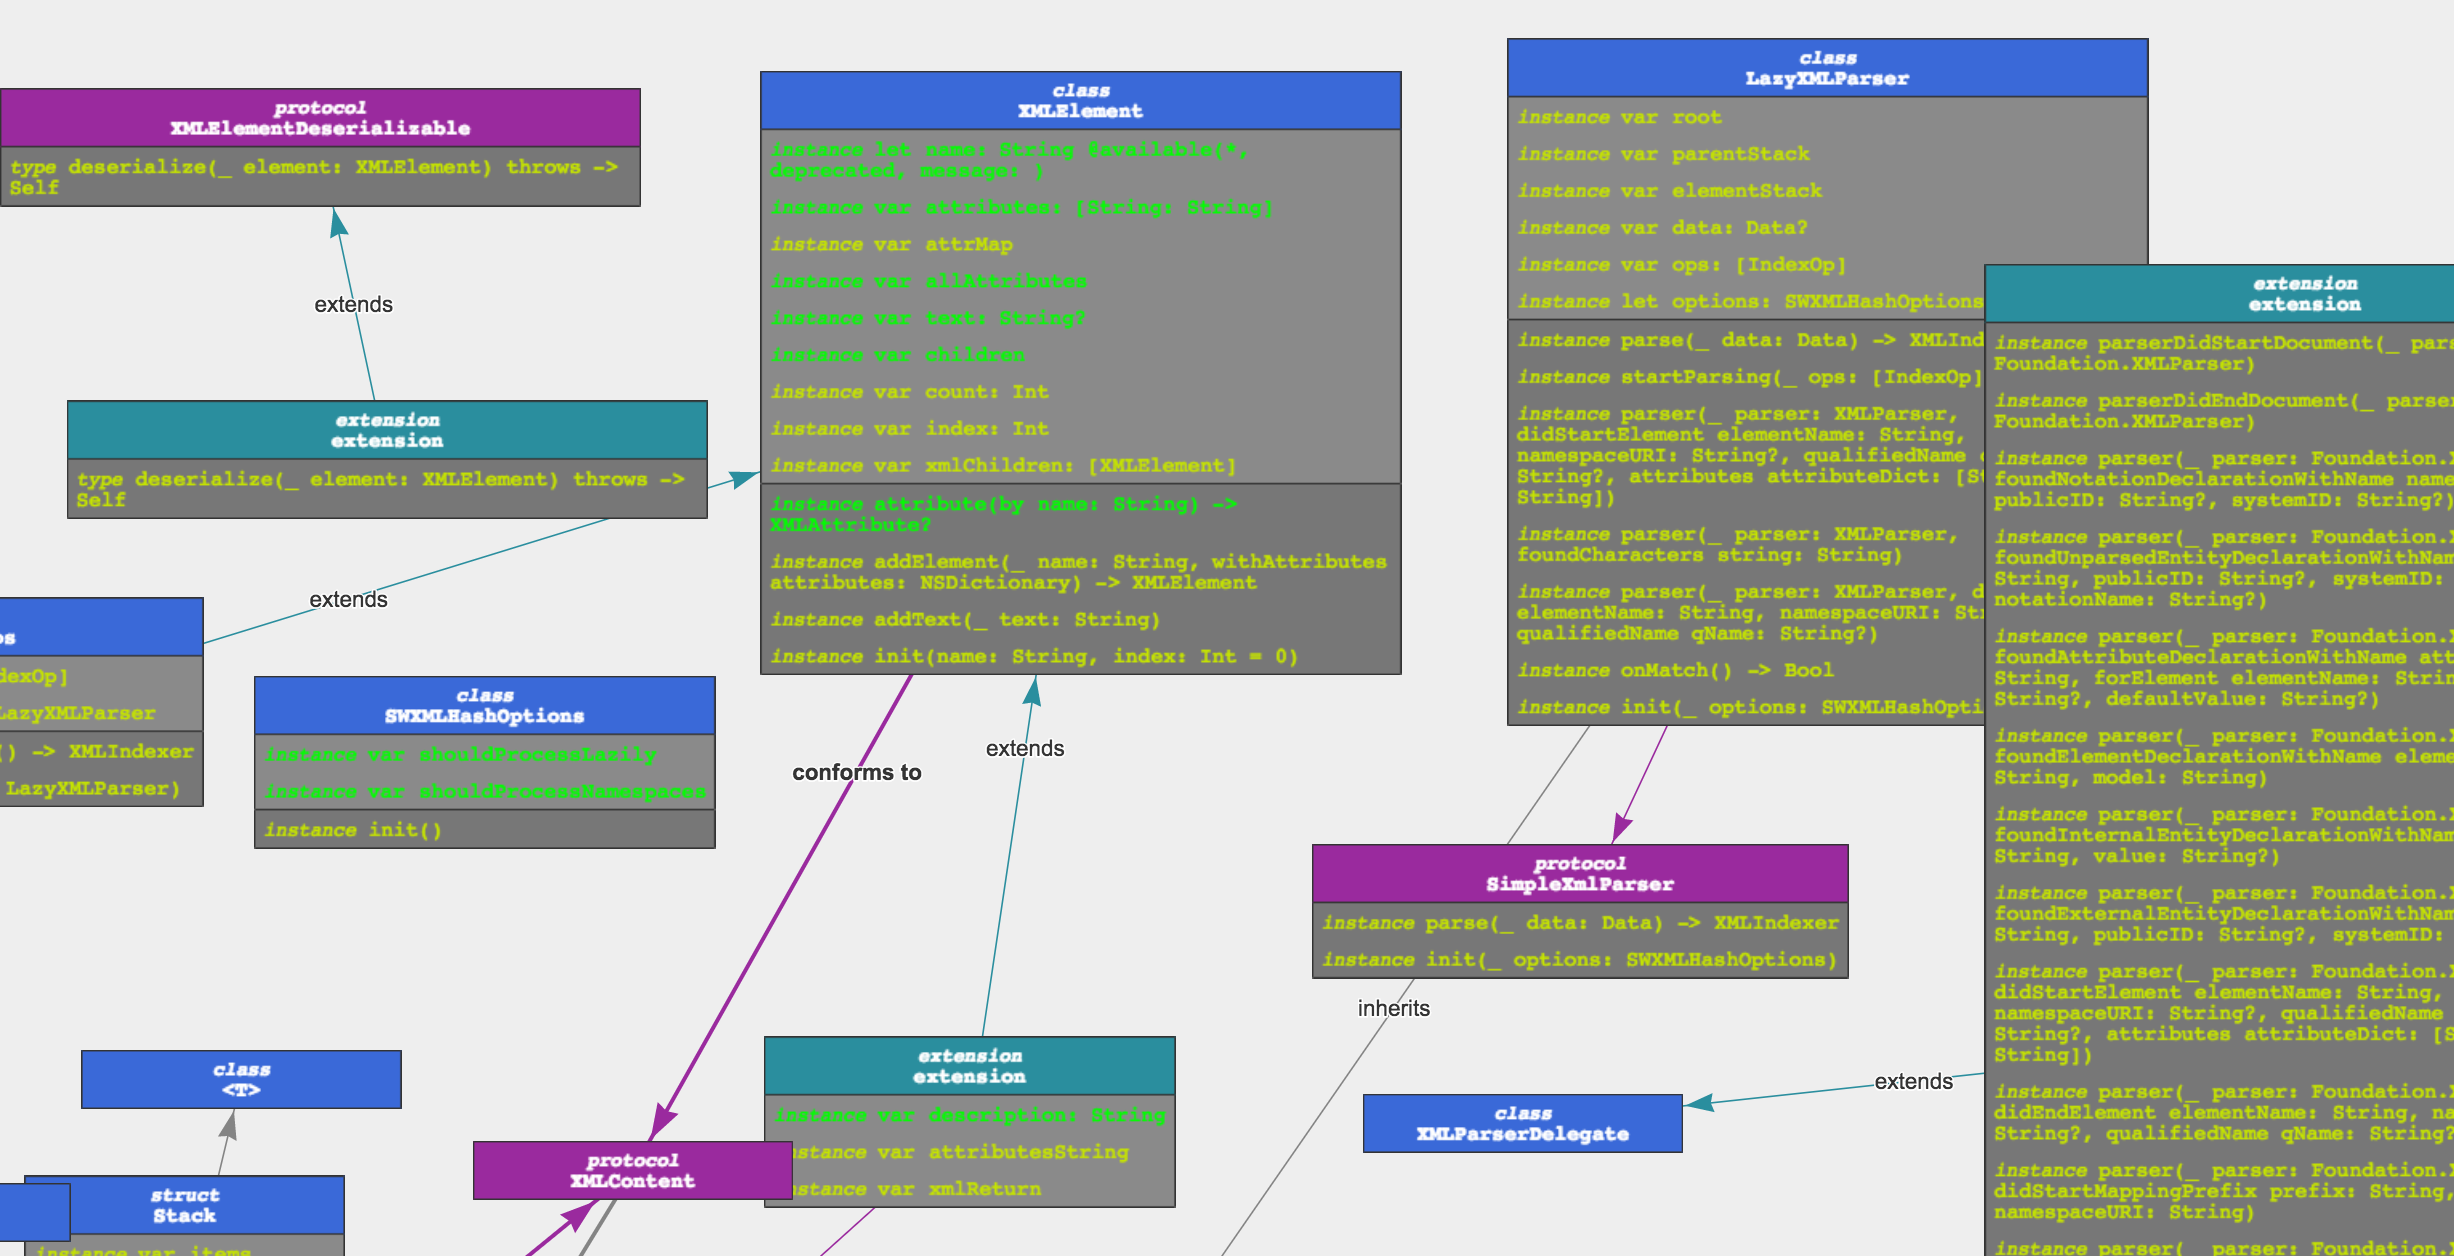 protocol
XMLElementDeserializable
type deserialize(_ element: XMLElement) throws ->
Self
extends
extension
extension
type deserialize(_ element: XMLElement) throws ->
Self
extends
dexOp]
LazyXMLParser
() -> XMLIndexer
LazyXMLParser)
class
SWXMLHashOptions
instance var shouldProcessLazily
instance var shouldProcessNamespaces
instance init()
class
<T>
struct
Stack
instance var items
class
XMLElement
instance let name: String @available(*,
deprecated, message: )
instance var attributes: [String: String]
instance var attrMap
instance var allAttributes
instance var text: String?
instance var children
instance var count: Int
instance var index: Int
instance var xmlChildren: [XMLElement]
instance attribute(by name: String) ->
XMLAttribute?
instance addElement(_ name: String, withAttributes
attributes: NSDictionary) -> XMLElement
instance addText(_ text: String)
instance init(name: String, index: Int = 0)
conforms to
extends
extension
extension
instance var description: String
nstance var attributesString
nstance var xmlReturn
protocol
XMLContent
class
LazyXMLParser
instance var root
instance var parentStack
instance var elementStack
instance var data: Data?
instance var ops: [IndexOp]
instance let options: SWXMLHashOptions
instance parse(_ data: Data) -> XMLInd
instance startParsing(_ ops: [IndexOp]
instance parser(_ parser: XMLParser,
didStartElement elementName: String,
namespaceURI: String?, qualifiedName
String?, attributes attributeDict: [St
String])
instance parser(_ parser: XMLParser,
foundCharacters string: String)
instance parser(_ parser: XMLParser, d
elementName: String, namespaceURI: Str
qualifiedName qName: String?)
instance onMatch() -> Bool
instance init(_ options: SWXMLHashOpti
protocol
SimpleXmlParser
instance parse(_ data: Data) -> XMLIndexer
instance init(_ options: SWXMLHashOptions)
inherits
class
XMLParserDelegate
extends
extension
extension
instance parserDidStartDocument(_ pars
Foundation.XMLParser)
instance parserDidEndDocument(_ parser
Foundation.XMLParser)
instance parser(_ parser: Foundation.X
foundNotationDeclarationWithName name
publicID: String?, systemID: String?)
instance parser(_ parser: Foundation.X
foundUnparsedEntityDeclarationWithNam
String, publicID: String?, systemID:
notationName: String?)
instance parser(_ parser: Foundation.X
foundAttributeDeclarationWithName att
String, forElement elementName: Strin
String?, defaultValue: String?)
instance parser(_ parser: Foundation.X
foundElementDeclarationWithName eleme
String, model: String)
instance parser(_ parser: Foundation.X
foundInternalEntityDeclarationWithNam
String, value: String?)
instance parser(_ parser: Foundation.X
foundExternalEntityDeclarationWithNam
String, publicID: String?, systemID:
instance parser(_ parser: Foundation.X
didStartElement elementName: String,
namespaceURI: String?, qualifiedName
String?, attributes attributeDict: [S
String])
instance parser(_ parser: Foundation.X
didEndElement elementName: String, na
String?, qualifiedName qName: String?
instance parser(_ parser: Foundation.X
didStartMappingPrefix prefix: String,
namespaceURI: String)
instance parser(_ parser: Foundation.X